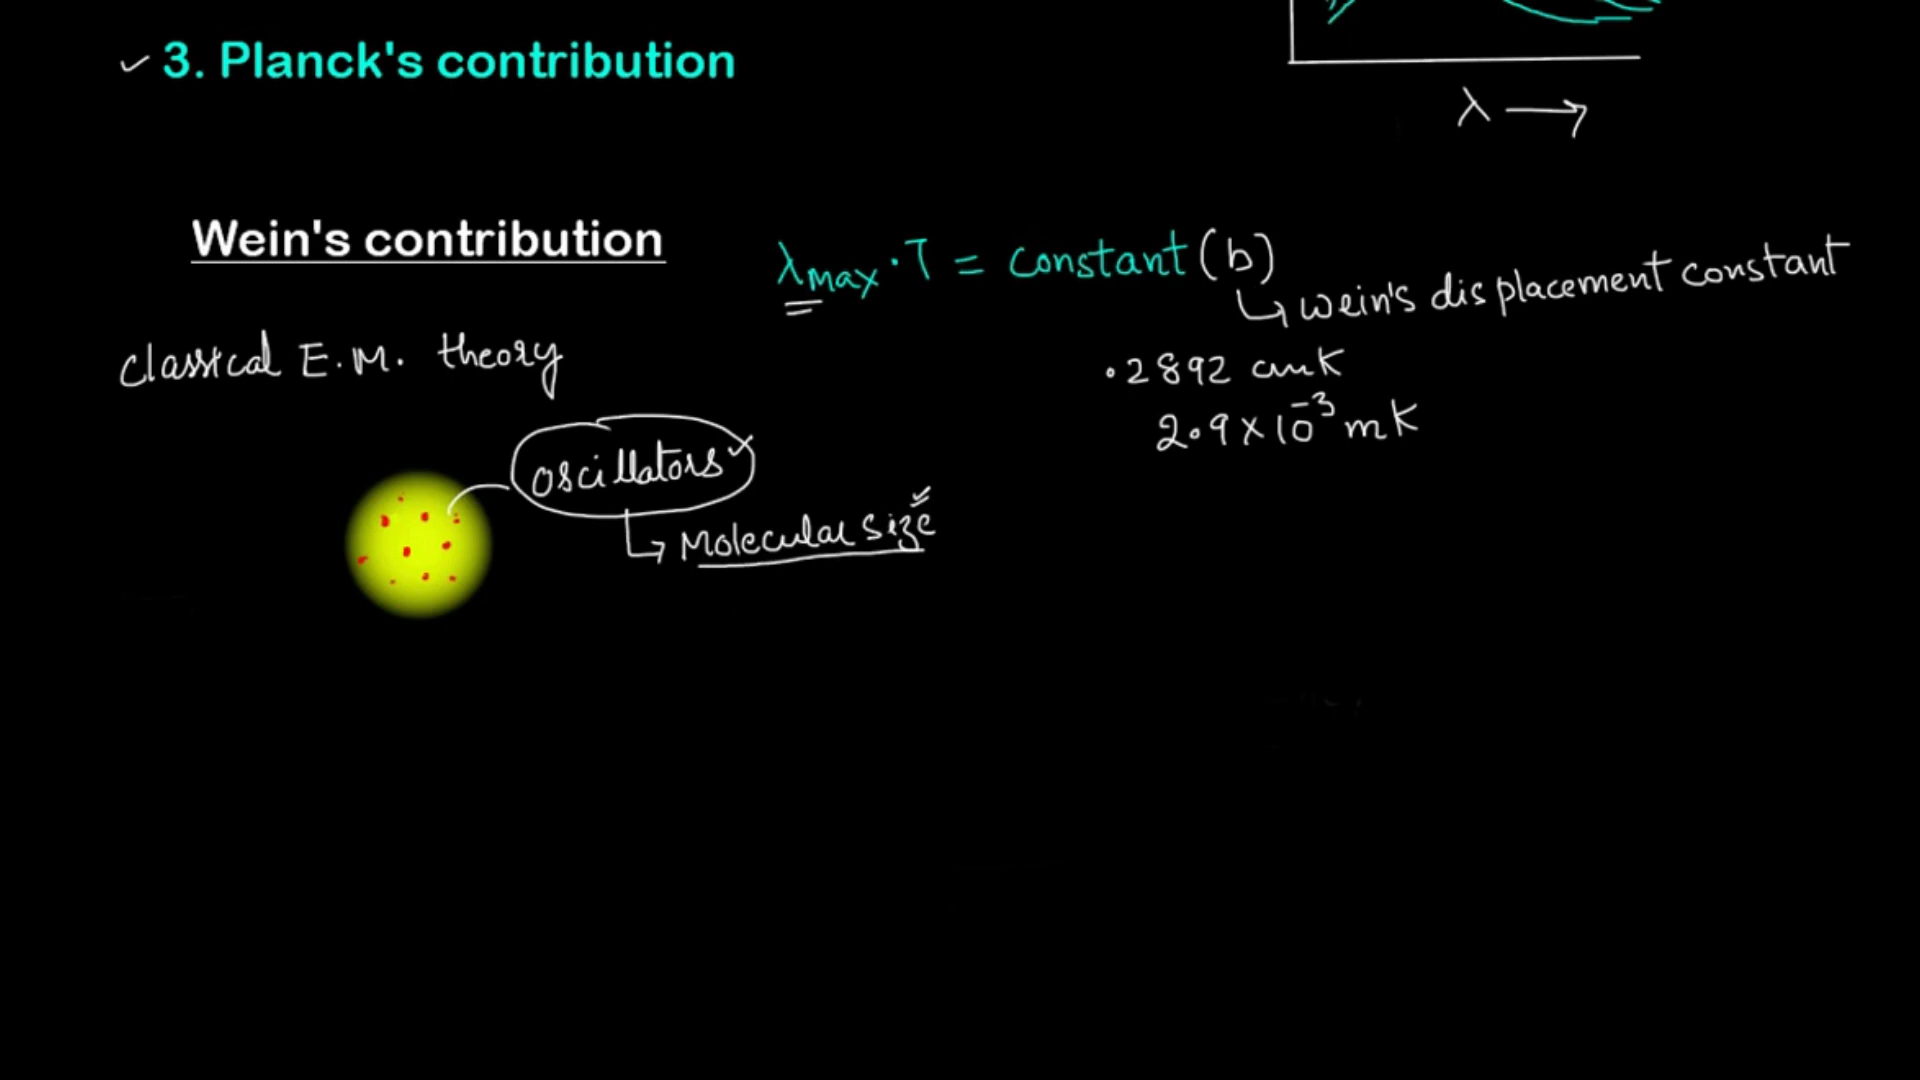 ✓ 3. Planck's contribution
λ →
Wein's contribution
λmax . T = constant (b)
↳ wein's displacement constant
classical E.M. theory
.2892 cmK
2.9 × 10⁻³ mK
oscillators ✓
↳ Molecular size ✓